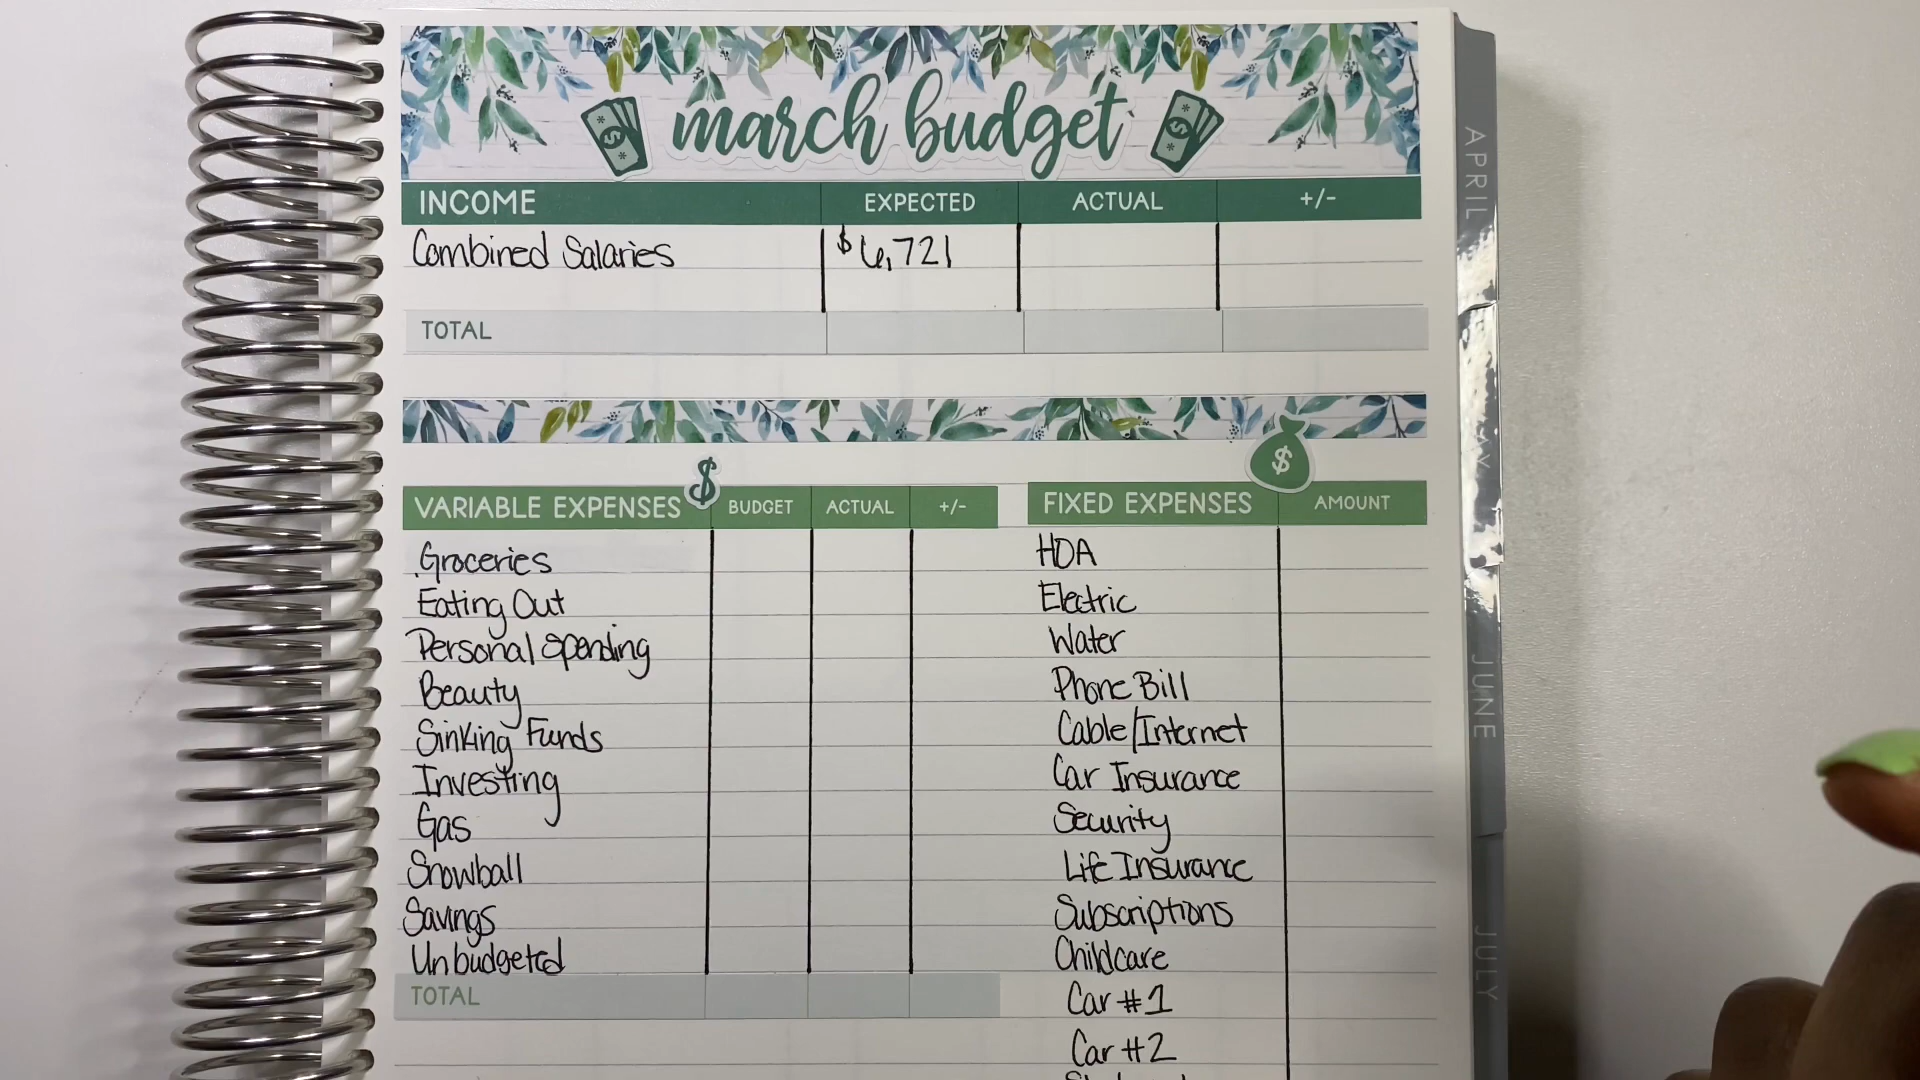 march budget
INCOME EXPECTED ACTUAL +/-
Combined Salaries $6,721
TOTAL
VARIABLE EXPENSES BUDGET ACTUAL +/-
Groceries
Eating Out
Personal spending
Beauty
Sinking Funds
Investing
Gas
Snowball
Savings
Unbudgeted
TOTAL
FIXED EXPENSES AMOUNT
HOA
Electric
Water
Phone Bill
Cable/Internet
Car Insurance
Security
Life Insurance
Subscriptions
Childcare
Car #1
Car #2
APRIL
JUNE
JULY